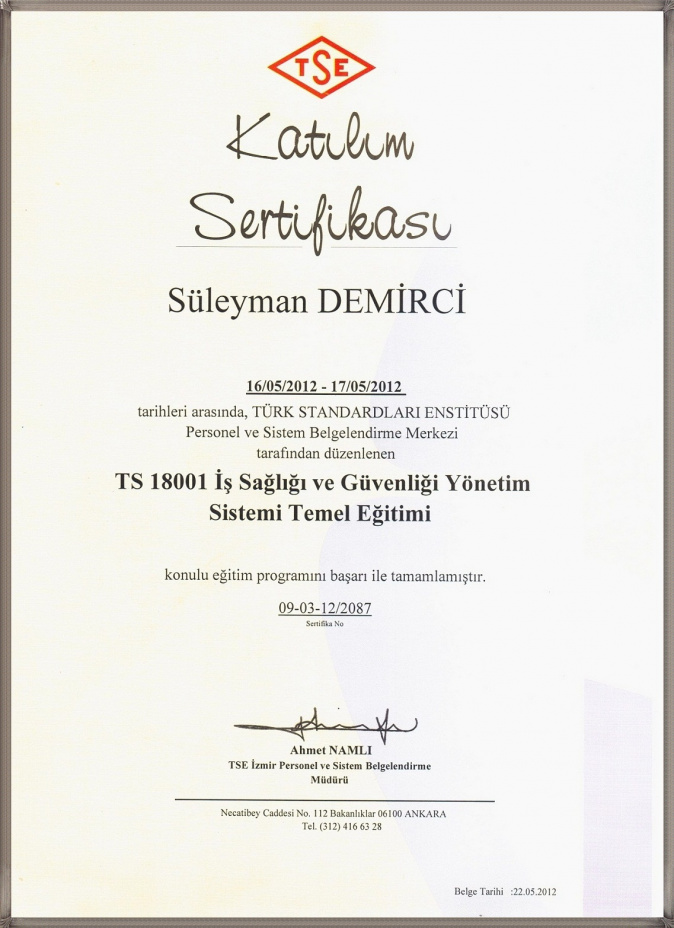 TSE
Katılım
Sertifikası
Süleyman DEMİRCİ
16/05/2012 - 17/05/2012
tarihleri arasında, TÜRK STANDARDLARI ENSTİTÜSÜ
Personel ve Sistem Belgelendirme Merkezi
tarafından düzenlenen
TS 18001 İş Sağlığı ve Güvenliği Yönetim
Sistemi Temel Eğitimi
konulu eğitim programını başarı ile tamamlamıştır.
09-03-12/2087
Sertifika No
Ahmet NAMLI
TSE İzmir Personel ve Sistem Belgelendirme
Müdürü
Necatibey Caddesi No. 112 Bakanlıklar 06100 ANKARA
Tel. (312) 416 63 28
Belge Tarihi :22.05.2012